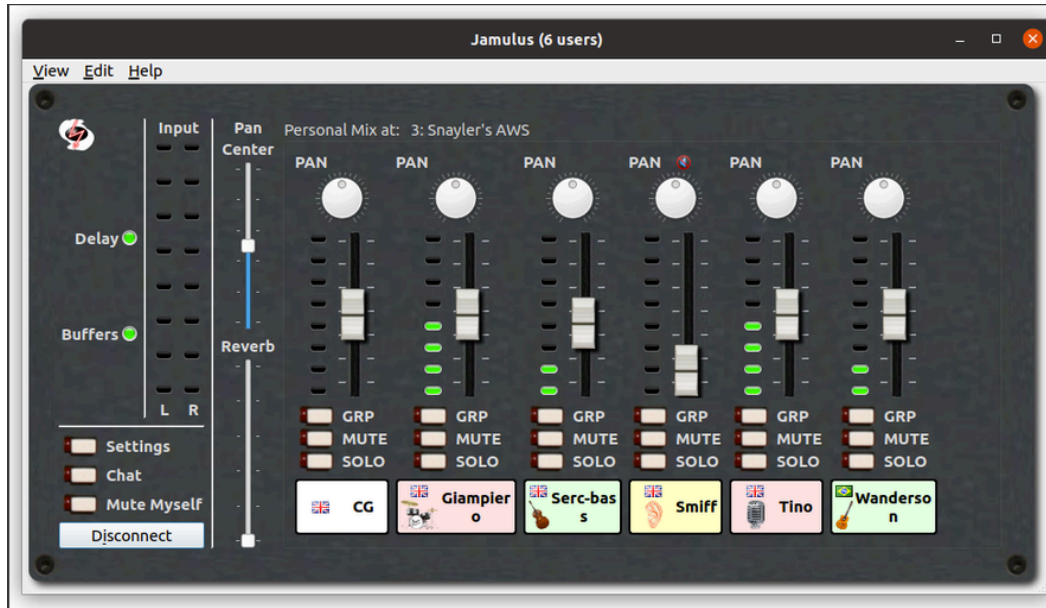 Jamulus (6 users)
View Edit Help
Input
Pan
Center
Personal Mix at: 3: Snayler's AWS
PAN PAN PAN PAN PAN PAN
Delay
Buffers
Reverb
L R
GRP GRP GRP GRP GRP GRP
MUTE MUTE MUTE MUTE MUTE MUTE
SOLO SOLO SOLO SOLO SOLO SOLO
Settings
Chat
Mute Myself
Disconnect
CG
Giampier
o
Serc-bas
s
Smiff
Tino
Wanderso
n